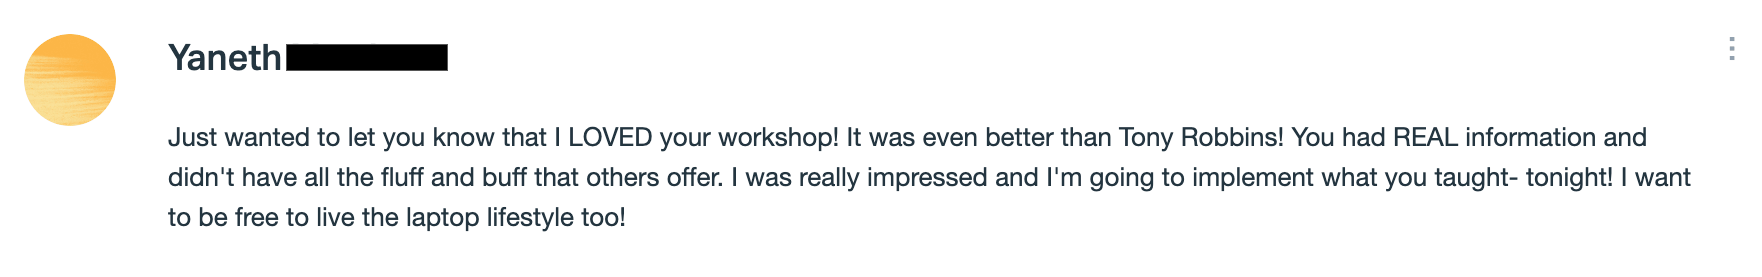 Yaneth
Just wanted to let you know that I LOVED your workshop! It was even better than Tony Robbins! You had REAL information and
didn't have all the fluff and buff that others offer. I was really impressed and I'm going to implement what you taught- tonight! I want
to be free to live the laptop lifestyle too!